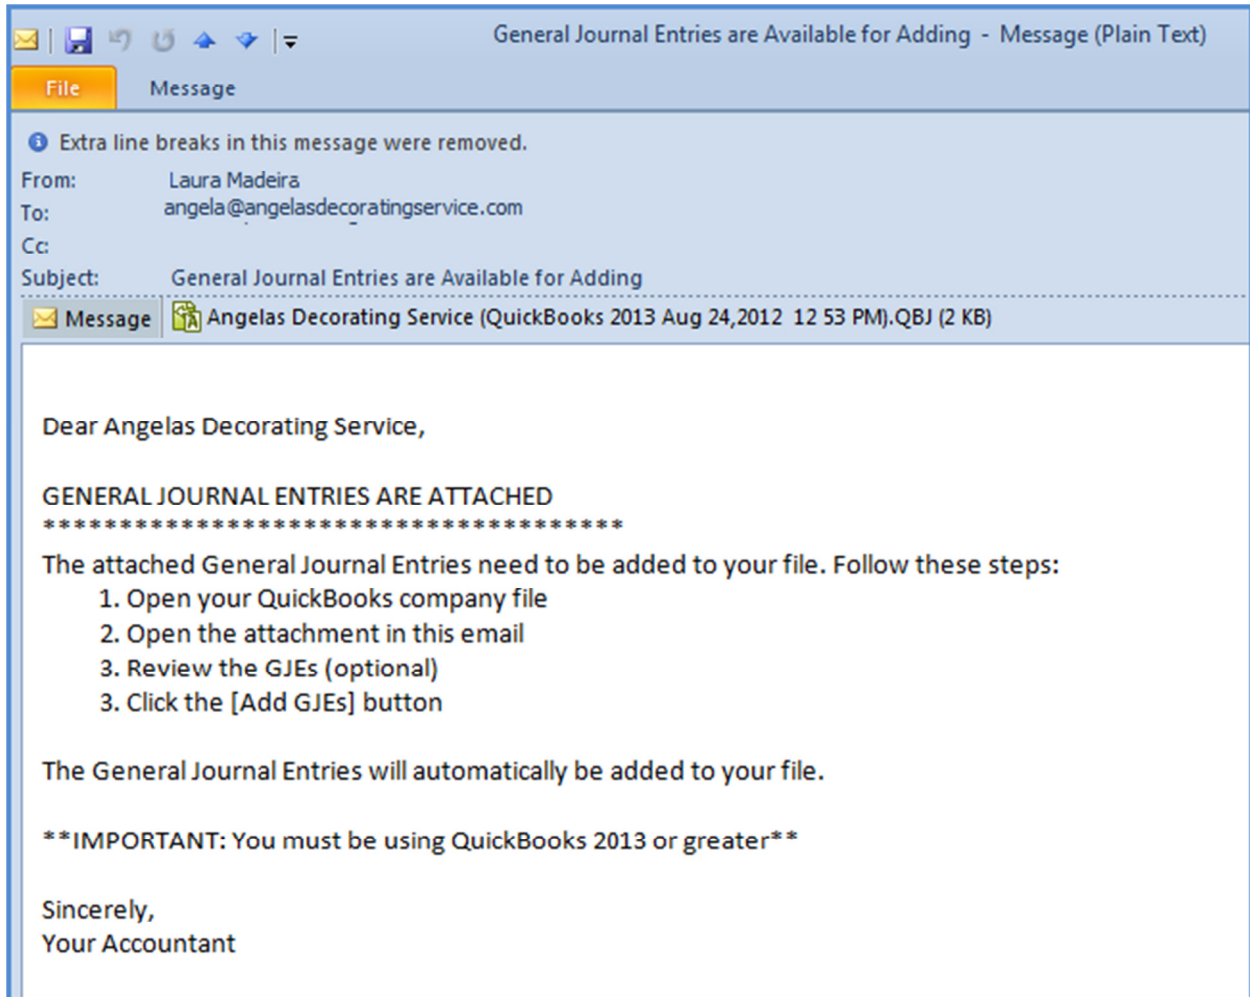 General Journal Entries are Available for Adding - Message (Plain Text)
File Message
Extra line breaks in this message were removed.
From: Laura Madeira
To: angela@angelasdecoratingservice.com
Cc:
Subject: General Journal Entries are Available for Adding
Message Angelas Decorating Service (QuickBooks 2013 Aug 24,2012 12 53 PM).QBJ (2 KB)
Dear Angelas Decorating Service,
GENERAL JOURNAL ENTRIES ARE ATTACHED
**************************************
The attached General Journal Entries need to be added to your file. Follow these steps:
1. Open your QuickBooks company file
2. Open the attachment in this email
3. Review the GJEs (optional)
3. Click the [Add GJEs] button
The General Journal Entries will automatically be added to your file.
**IMPORTANT: You must be using QuickBooks 2013 or greater**
Sincerely,
Your Accountant